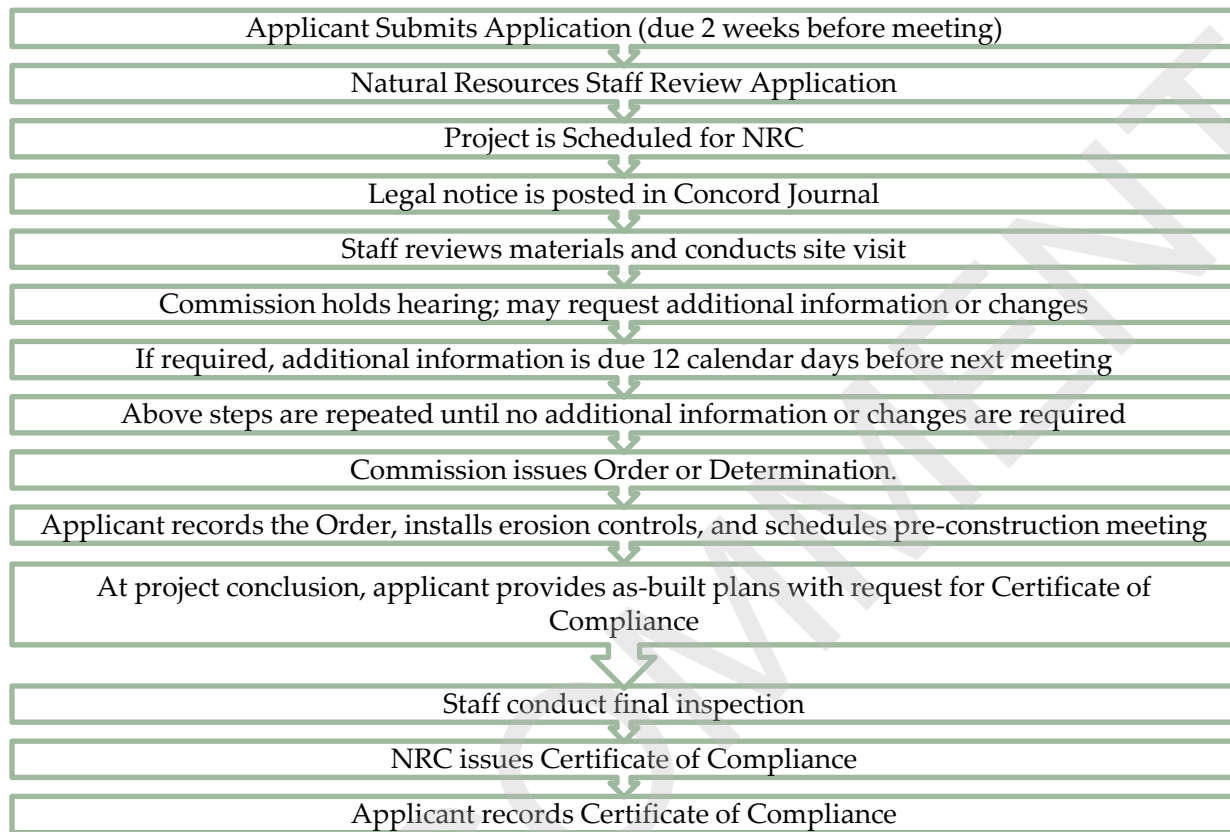 Applicant Submits Application (due 2 weeks before meeting)
Natural Resources Staff Review Application
Project is Scheduled for NRC
Legal notice is posted in Concord Journal
Staff reviews materials and conducts site visit
Commission holds hearing; may request additional information or changes
If required, additional information is due 12 calendar days before next meeting
Above steps are repeated until no additional information or changes are required
Commission issues Order or Determination.
Applicant records the Order, installs erosion controls, and schedules pre-construction meeting
At project conclusion, applicant provides as-built plans with request for Certificate of
Compliance
Staff conduct final inspection
NRC issues Certificate of Compliance
Applicant records Certificate of Compliance